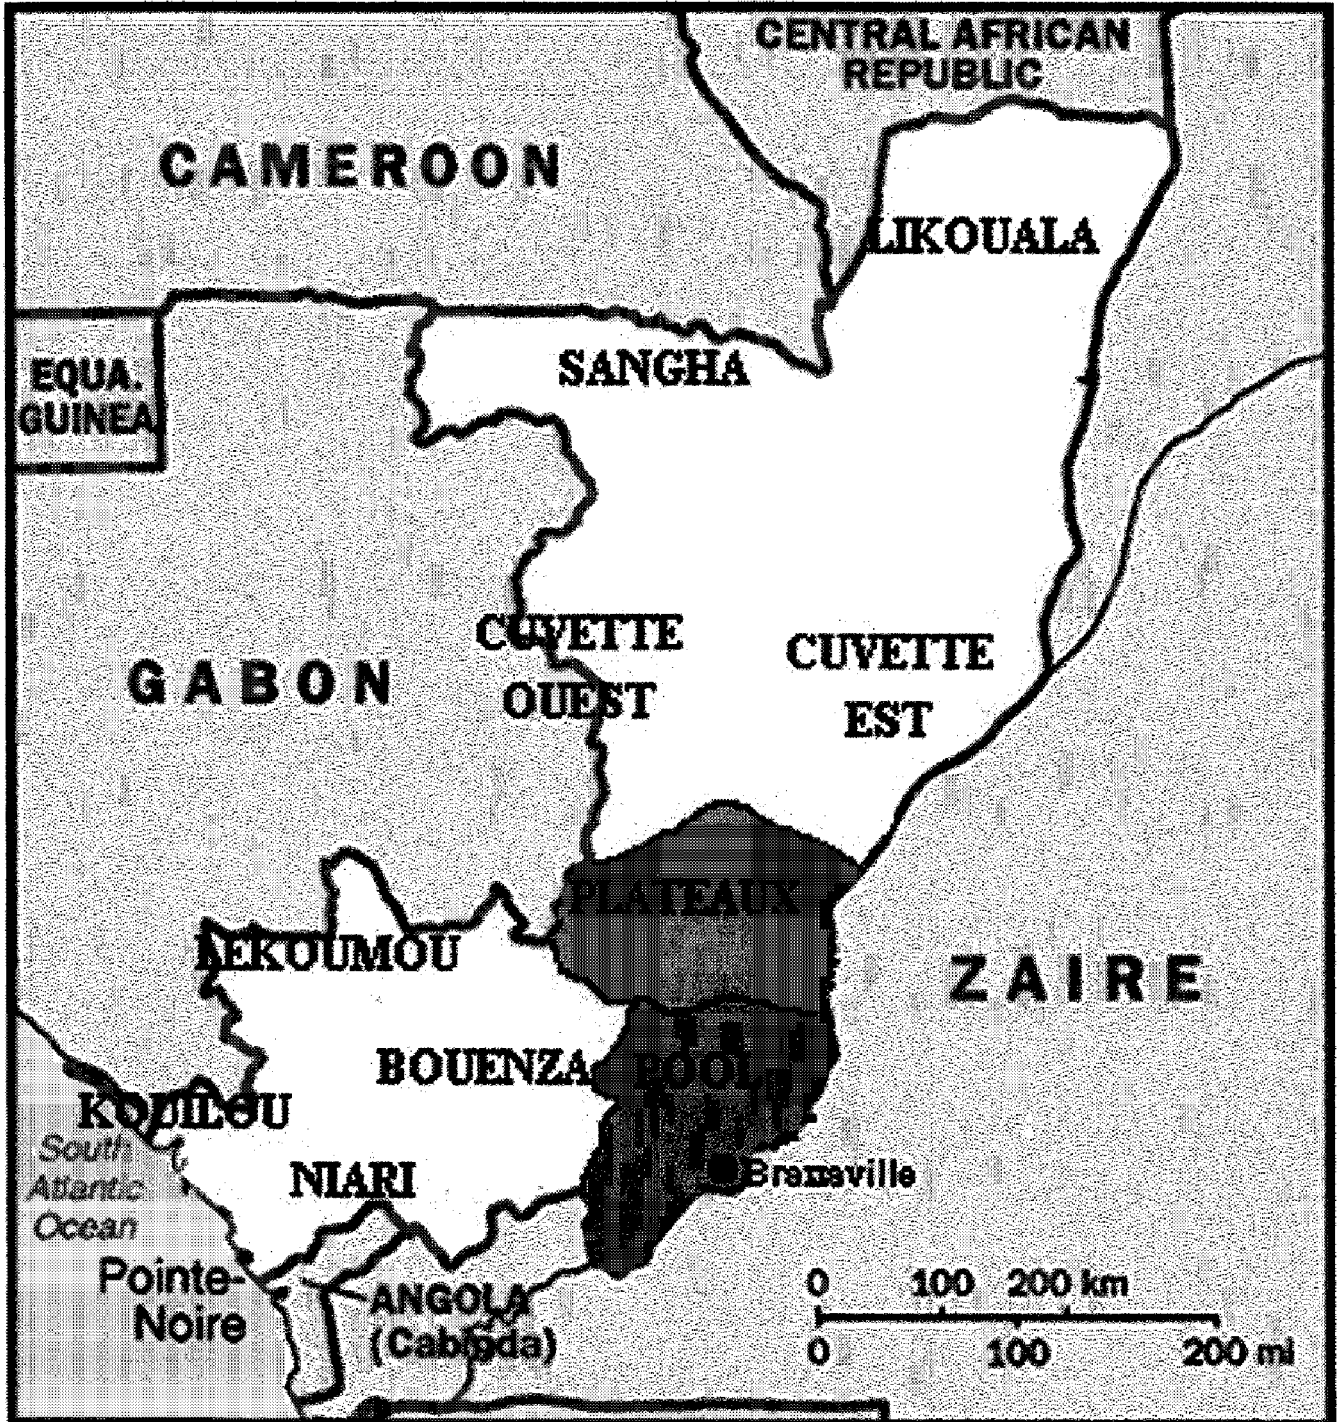 CENTRAL AFRICAN
REPUBLIC
CAMEROON
LIKOUALA
EQUA.
GUINEA
SANGHA
CUVETTE
OUEST
CUVETTE
EST
GABON
PLATEAUX
LEKOUMOU
ZAIRE
BOUENZA
POOL
KOUILOU
South
Atlantic
Ocean
NIARI
Brazzaville
Pointe-
Noire
ANGOLA
(Cabinda)
0 100 200 km
0 100 200 mi